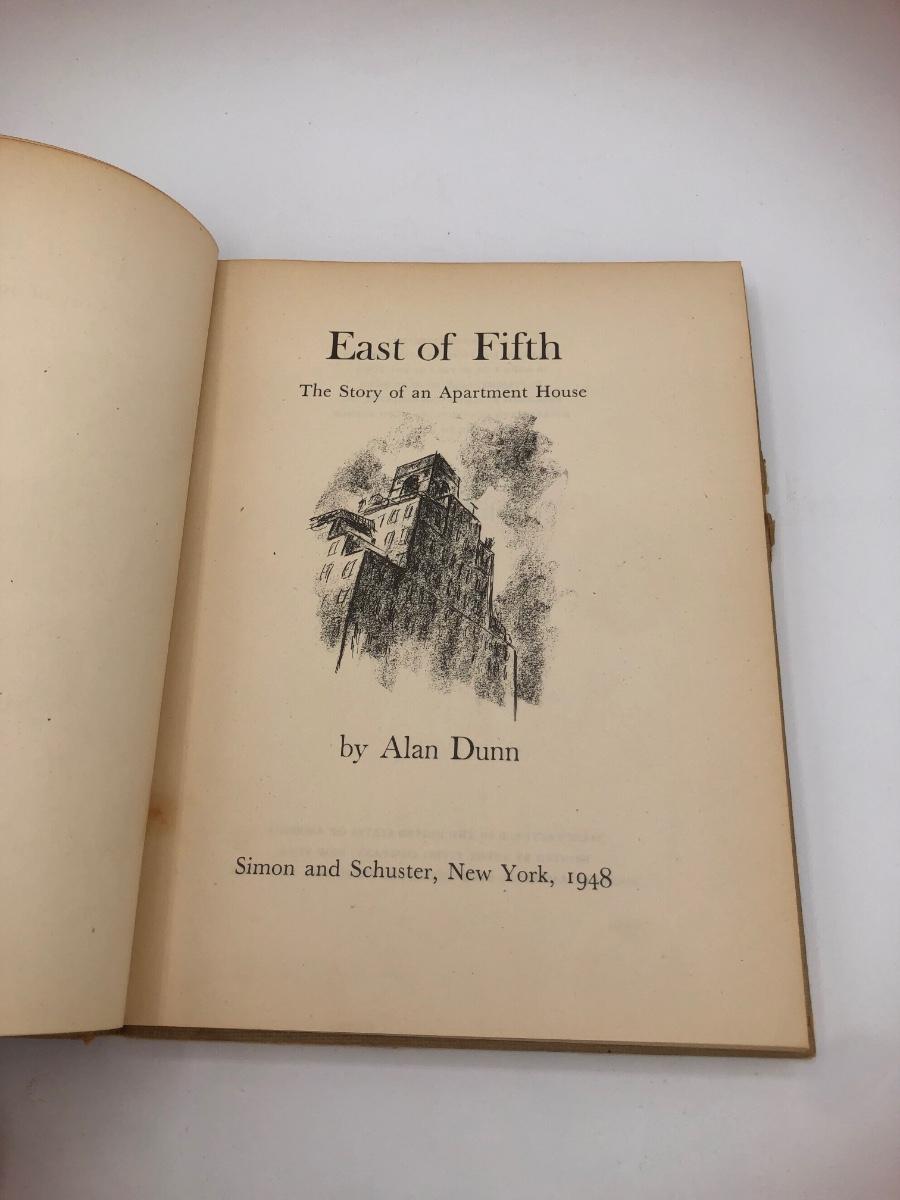 East of Fifth
The Story of an Apartment House
by Alan Dunn
Simon and Schuster, New York, 1948